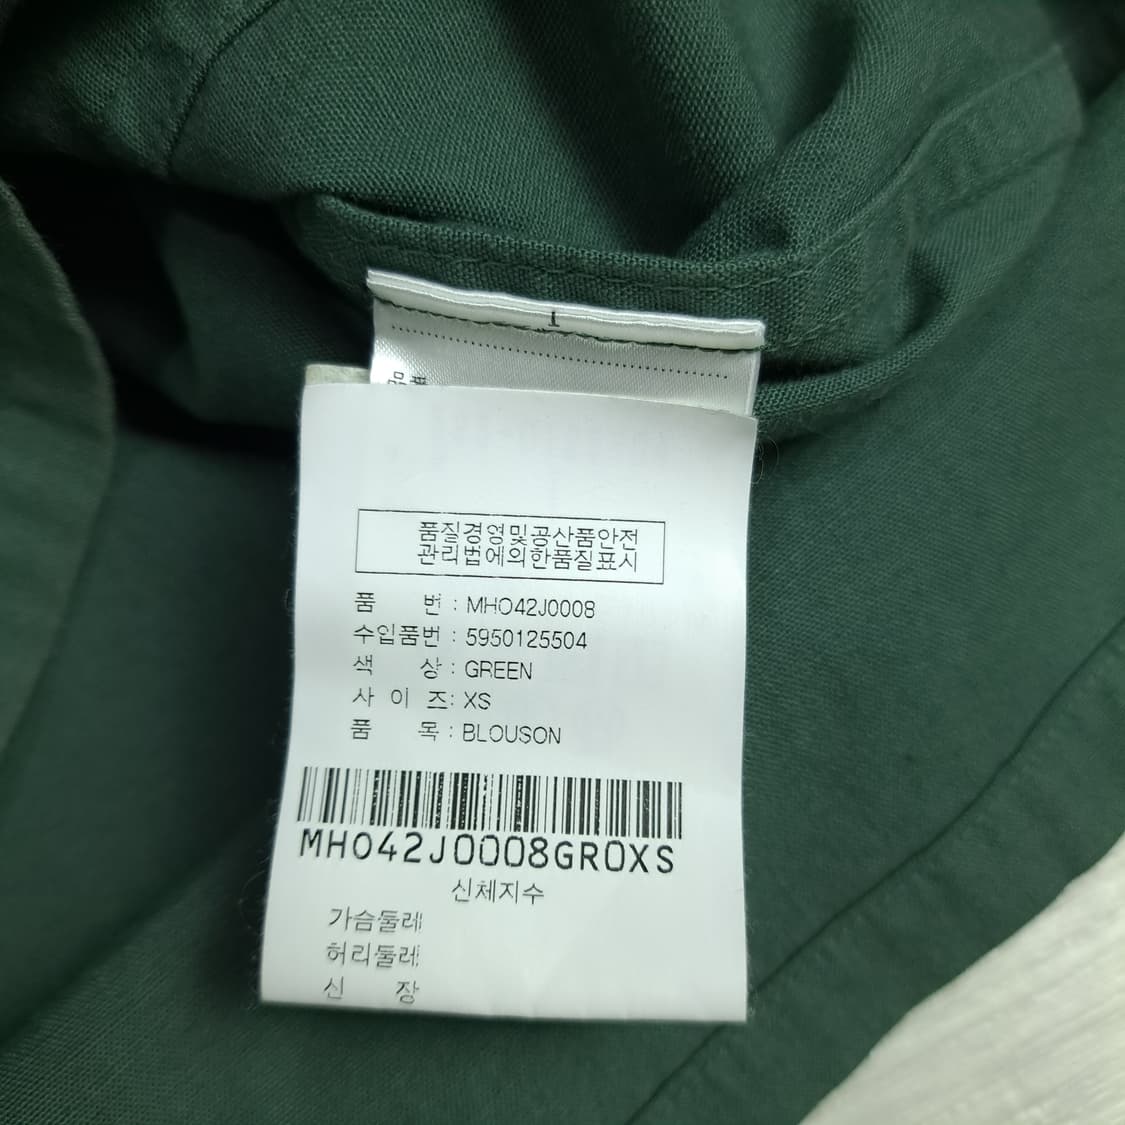 품질경영및공산품안전
관리법에의한품질표시
품 번 : MHO42J0008
수입품번 : 5950125504
색 상 : GREEN
사 이 즈: XS
품 목 : BLOUSON
MHO42J0008GROXS
신체지수
가슴둘레
허리둘레
신 장